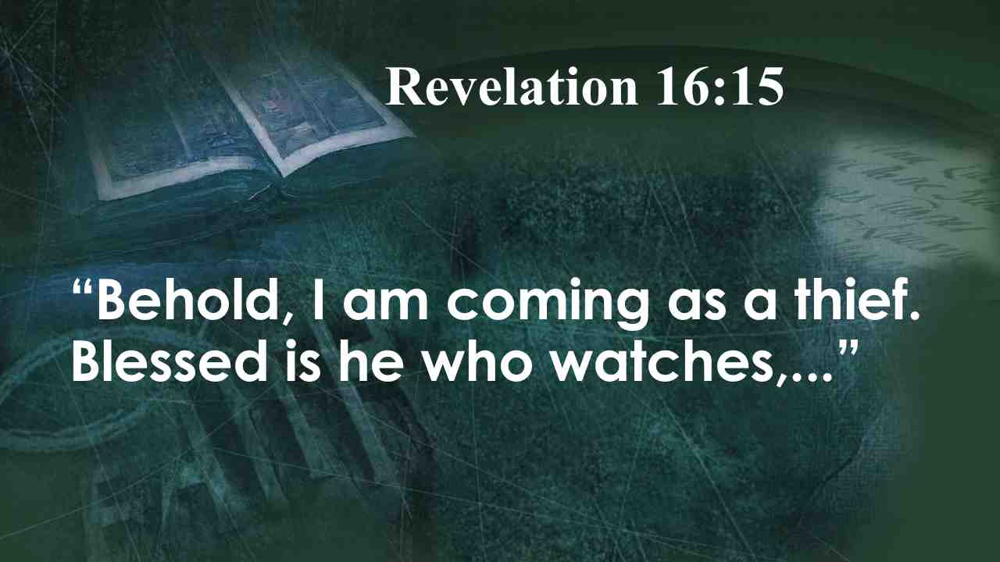 Revelation 16:15
“Behold, I am coming as a thief.
Blessed is he who watches,...”